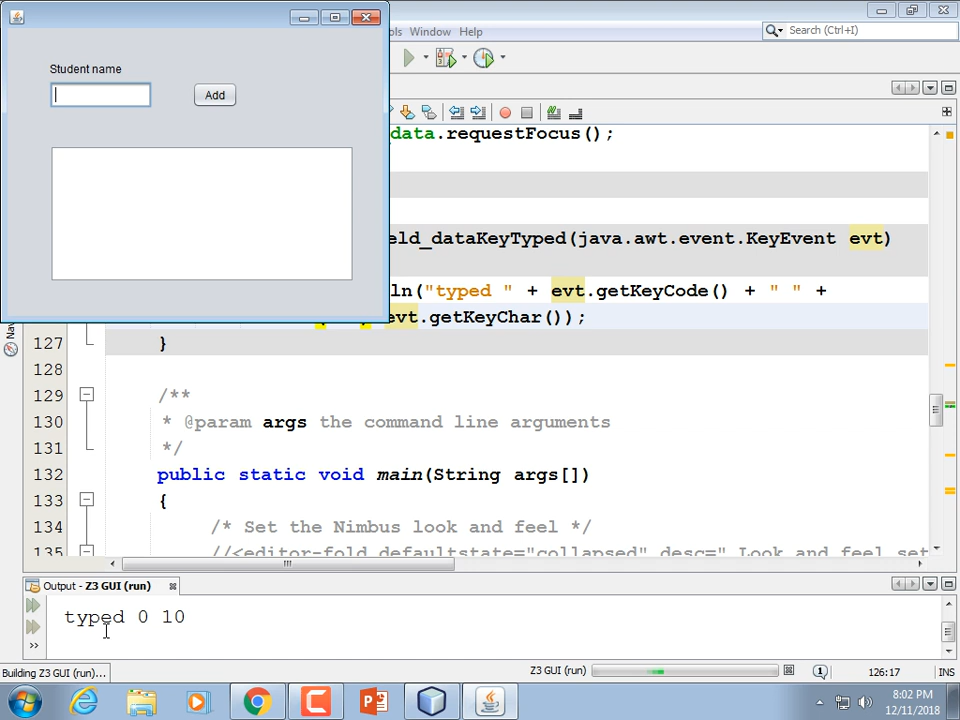 Student name
Add
Window Help
Search (Ctrl+I)
data.requestFocus();
eld_dataKeyTyped(java.awt.event.KeyEvent evt)
ln("typed " + evt.getKeyCode() + " " +
evt.getKeyChar());
127 }
128
129 /**
130 * @param args the command line arguments
131 */
132 public static void main(String args[])
133 {
134 /* Set the Nimbus look and feel */
135 //<editor-fold defaultstate="collapsed" desc=" Look and feel set
Output - Z3 GUI (run)
typed 0 10
Building Z3 GUI (run)...
Z3 GUI (run)
1
126:17
INS
8:02 PM
12/11/2018